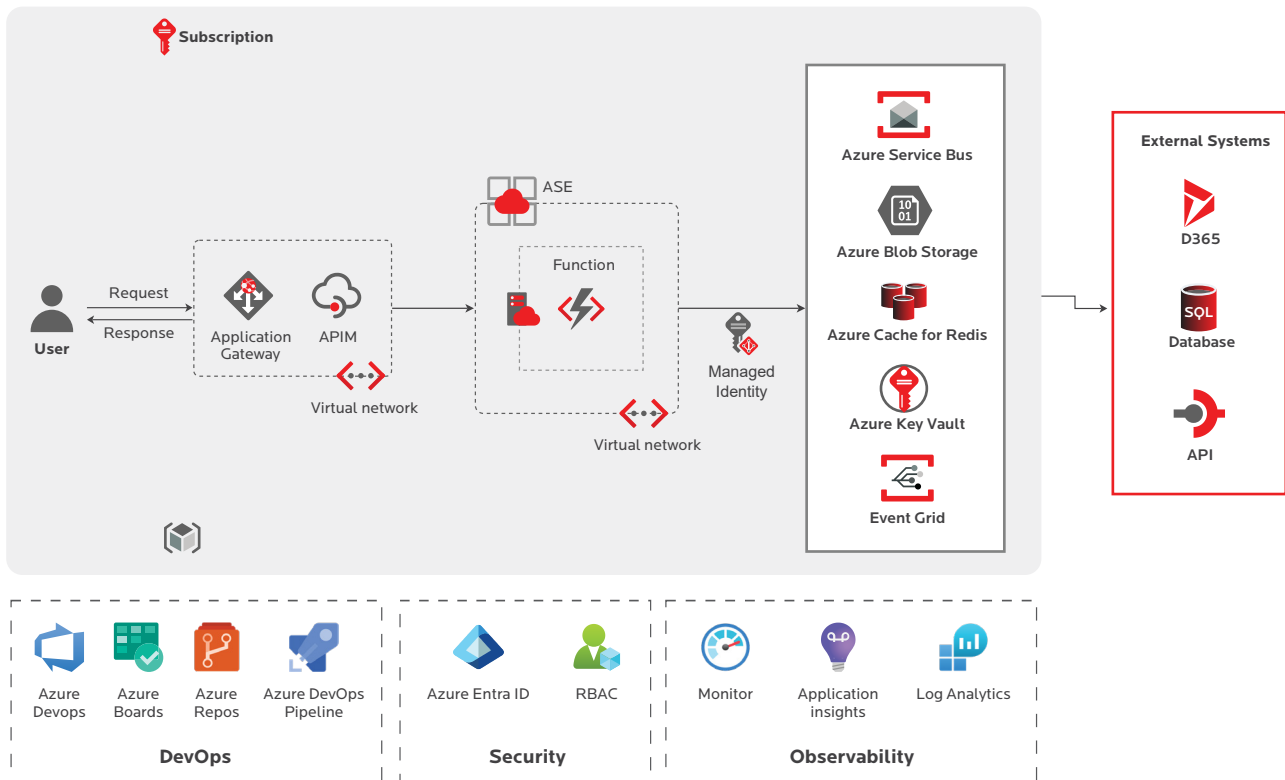 Subscription
Azure Service Bus
Azure Blob Storage
10
01
Azure Cache for Redis
Azure Key Vault
Event Grid
External Systems
D365
SQL
Database
API
ASE
Function
Request
Response
User
Application
Gateway
APIM
Virtual network
Virtual network
Managed
Identity
Azure
Devops
Azure
Boards
Azure
Repos
Azure DevOps
Pipeline
DevOps
Azure Entra ID
RBAC
Security
Monitor
Application
insights
Log Analytics
Observability